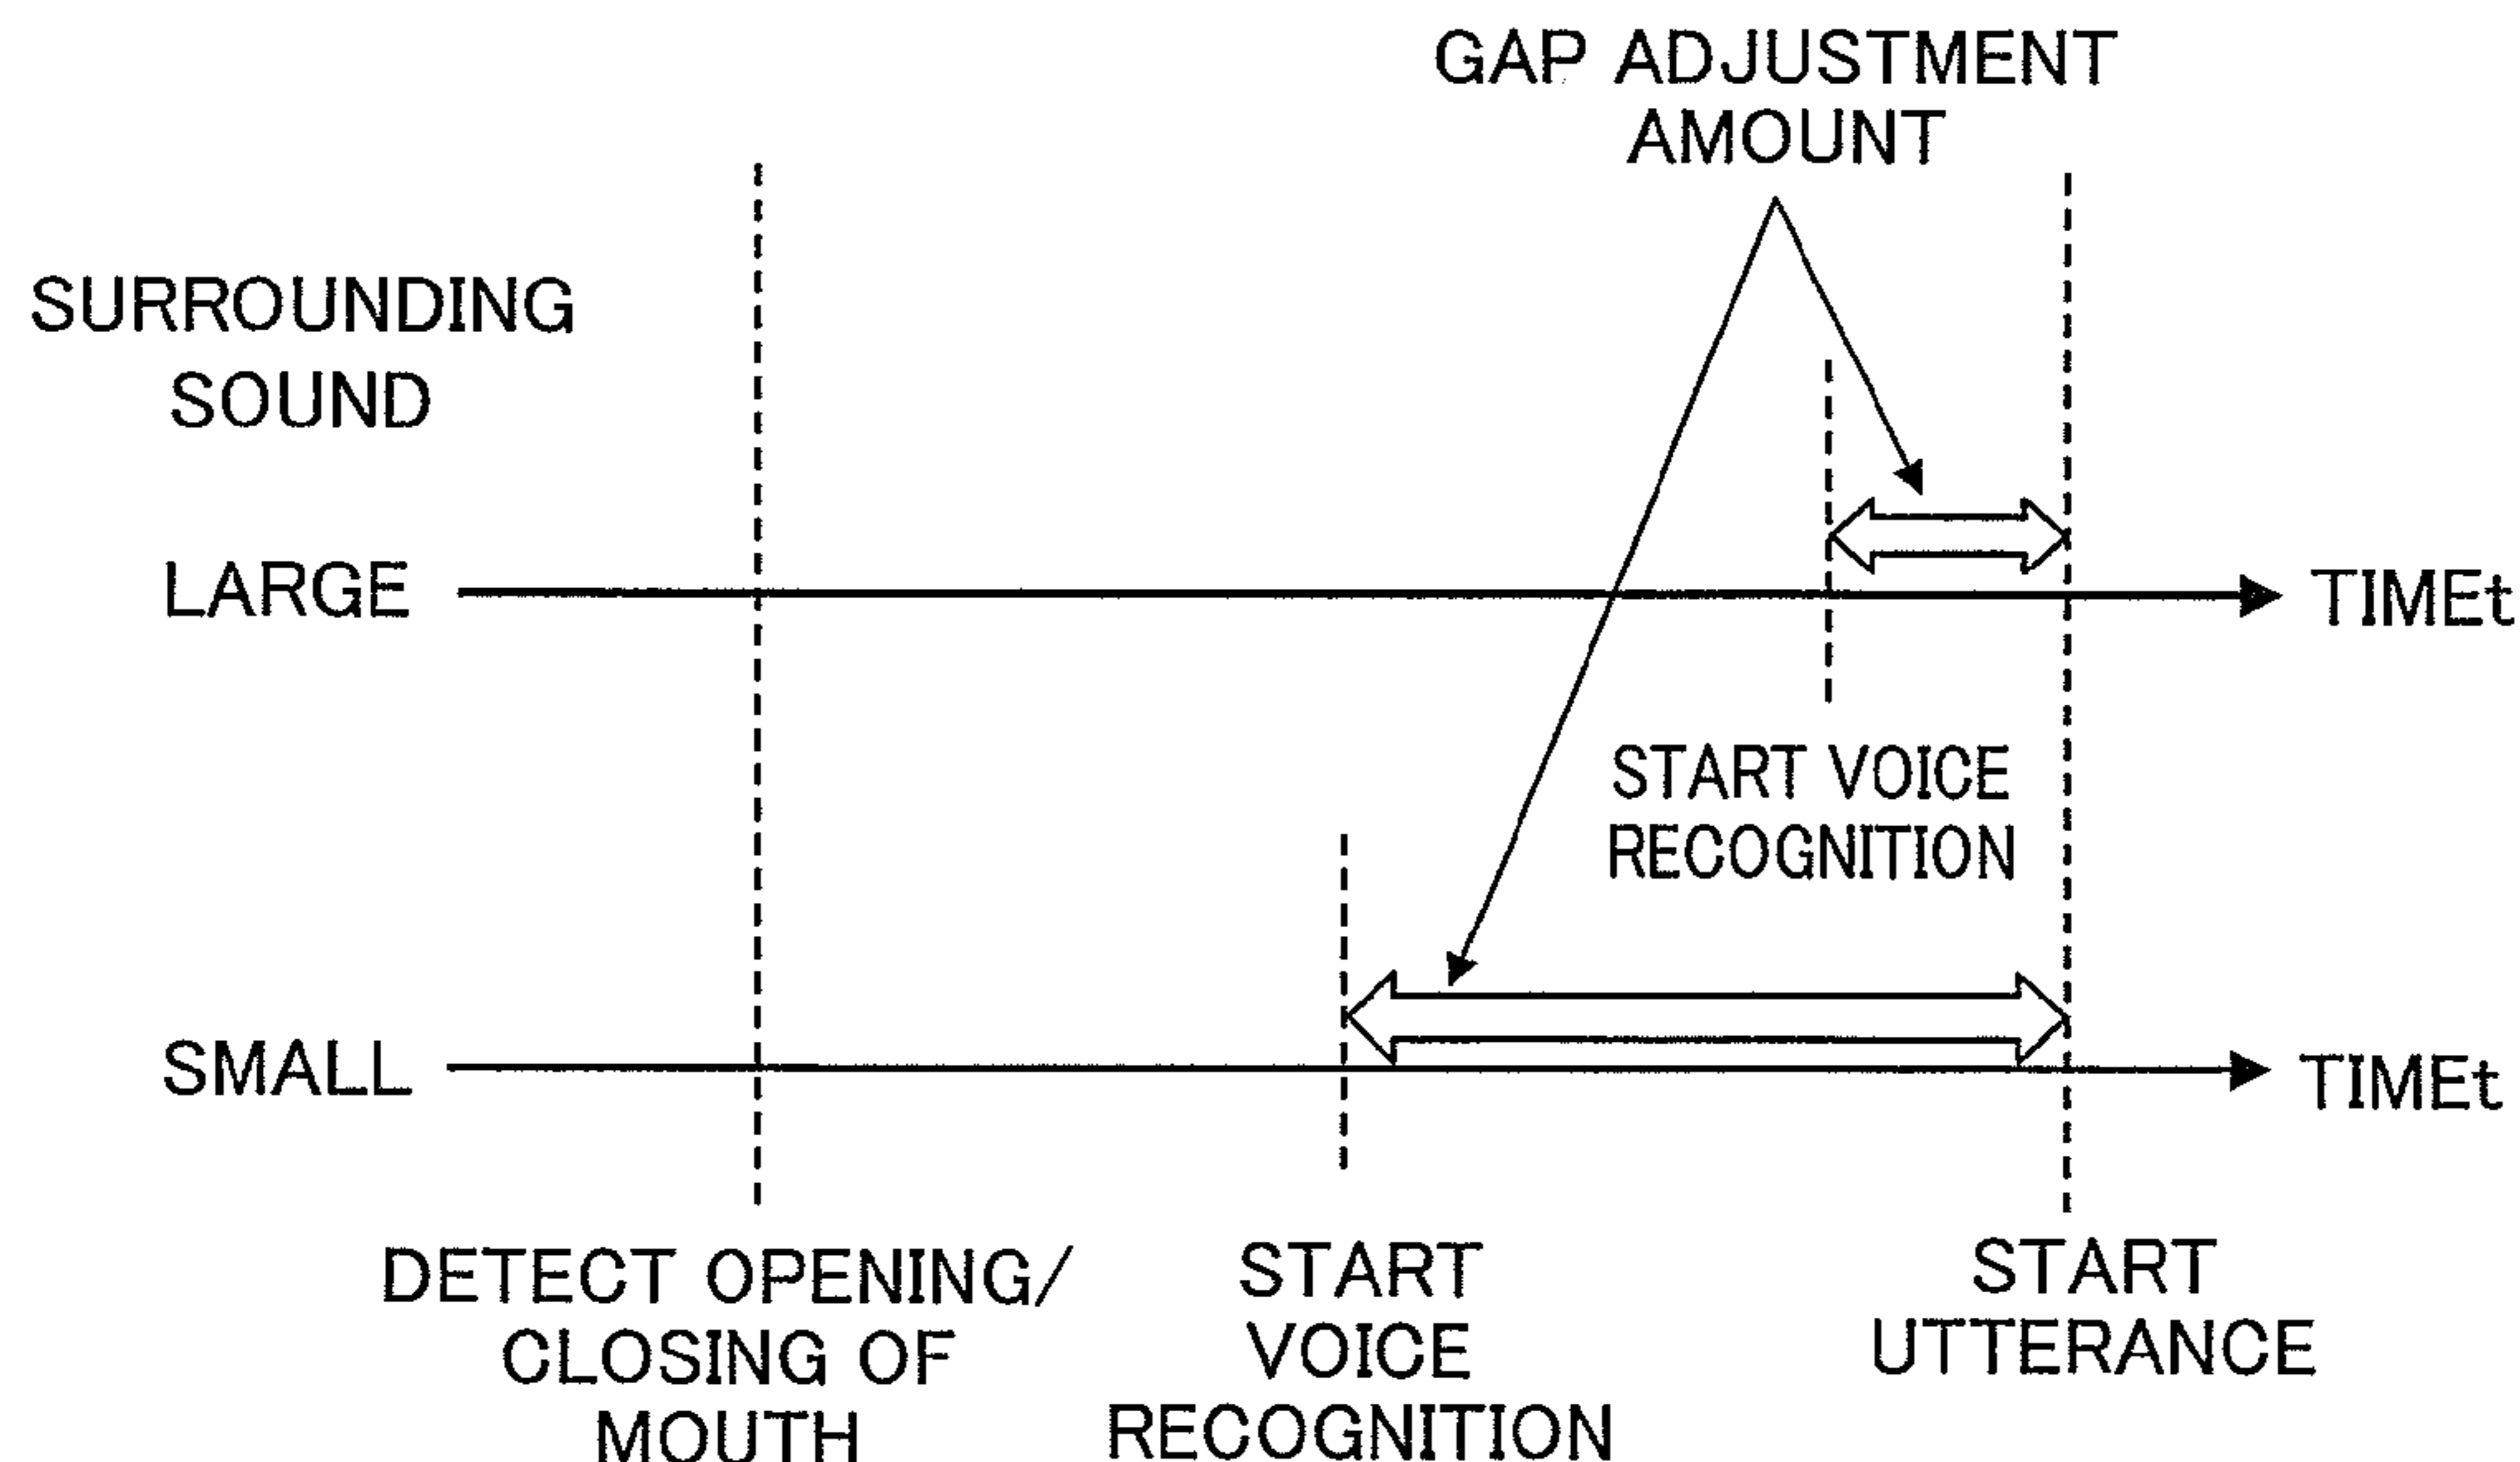 GAP ADJUSTMENT
AMOUNT
SURROUNDING
SOUND
LARGE
TIMEt
START VOICE
RECOGNITION
SMALL
TIMEt
DETECT OPENING/
CLOSING OF
MOUTH
START
VOICE
RECOGNITION
START
UTTERANCE